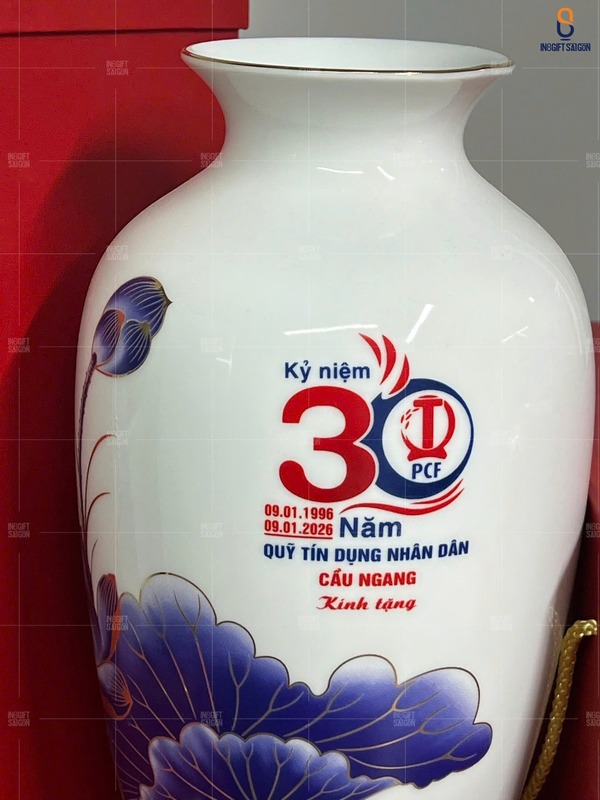 INGIFT SAIGON
Kỷ niệm
30
PCF
09.01.1996
09.01.2026
Năm
QUỸ TÍN DỤNG NHÂN DÂN
CẦU NGANG
Kính tặng